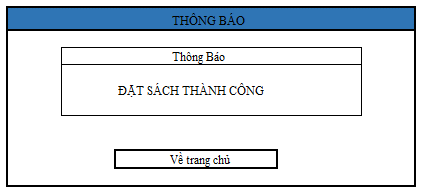 THÔNG BÁO
Thông Báo
ĐẶT SÁCH THÀNH CÔNG
Về trang chủ